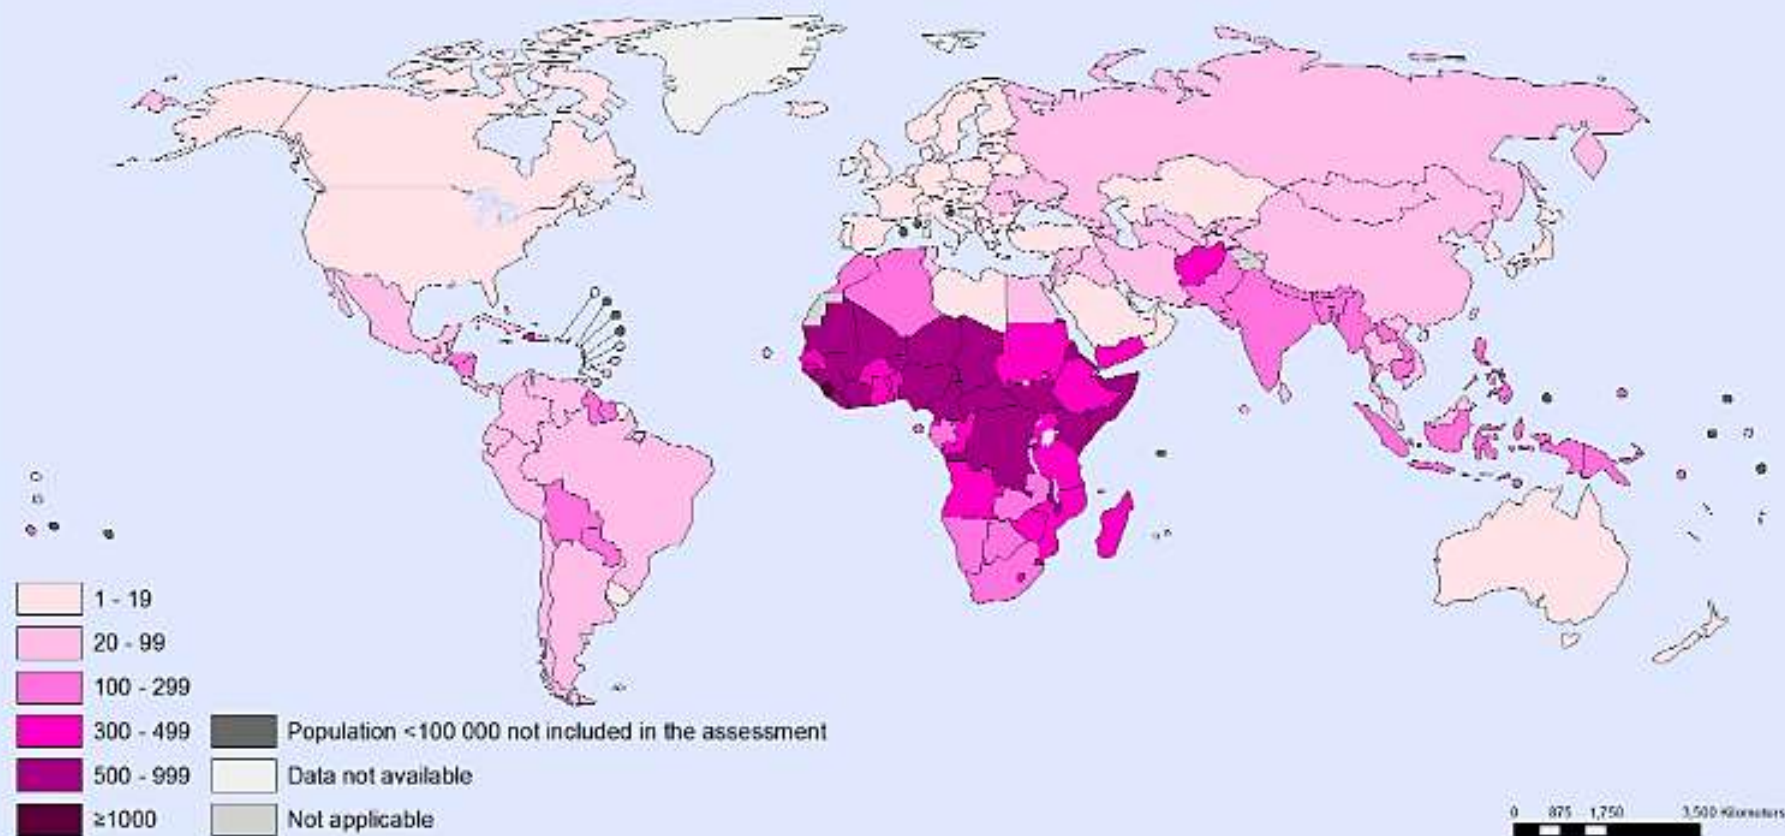 1 - 19
20 - 99
100 - 299
300 - 499
500 - 999
≥1000
Population <100 000 not included in the assessment
Data not available
Not applicable
0 875 1,750 3,500 Kilometers